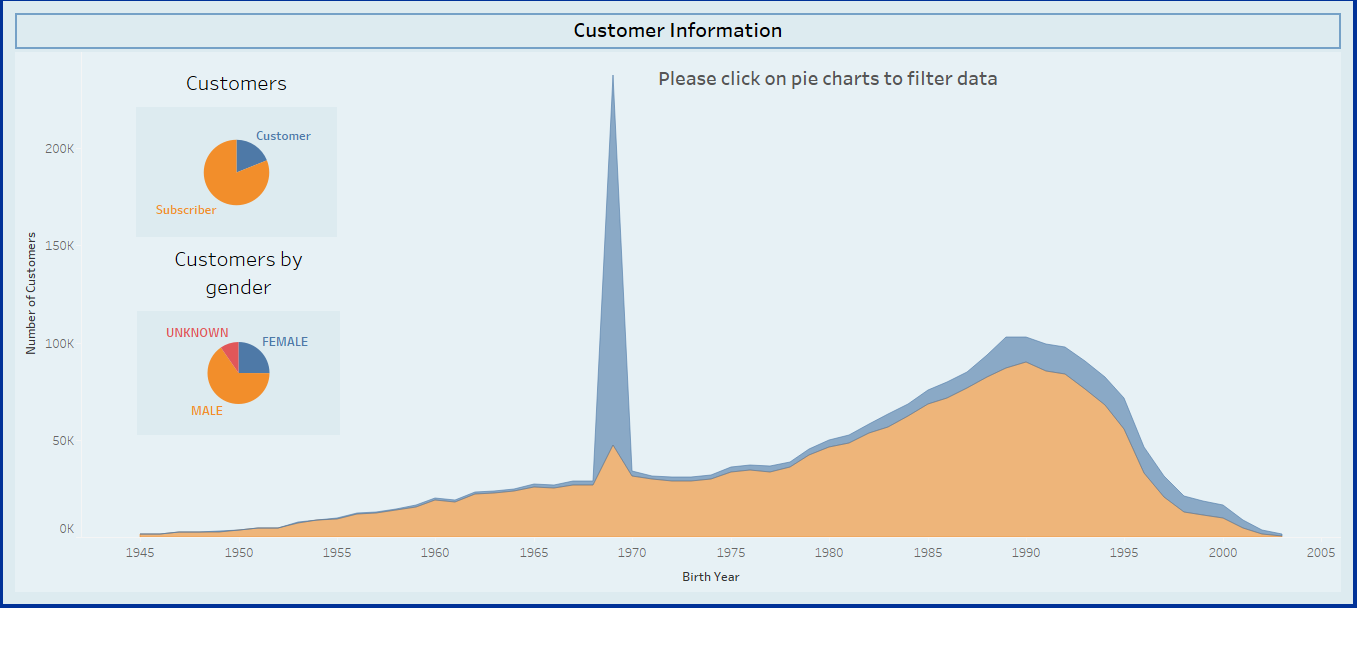 Customer Information
Please click on pie charts to filter data
Customers
Customer
Subscriber
Customers by
gender
UNKNOWN
FEMALE
MALE
Number of Customers
200K
150K
100K
50K
0K
1945 1950 1955 1960 1965 1970 1975 1980 1985 1990 1995 2000 2005
Birth Year